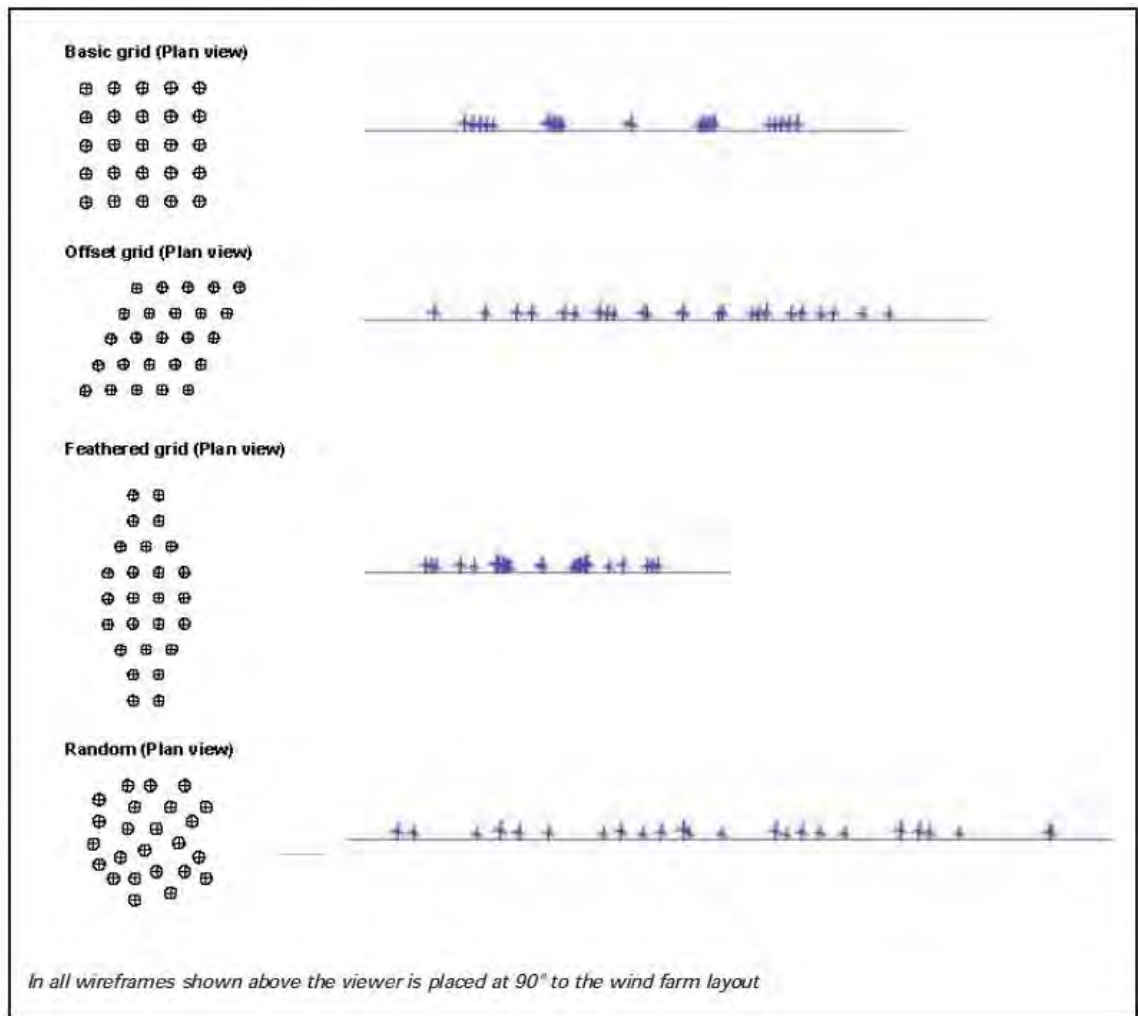 Basic grid (Plan view)
Offset grid (Plan view)
Feathered grid (Plan view)
Random (Plan view)
In all wireframes shown above the viewer is placed at 90° to the wind farm layout